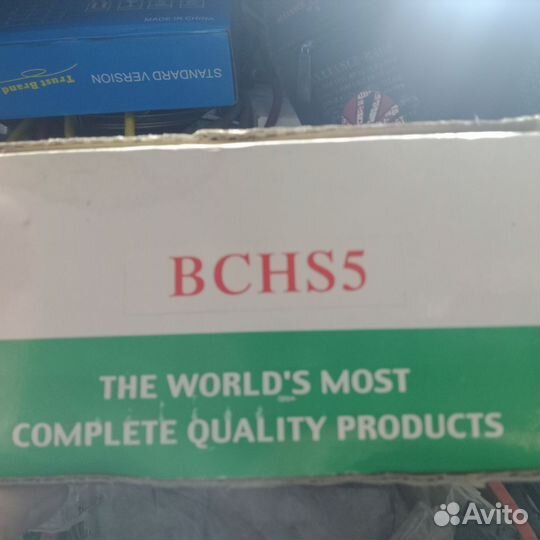 MADE IN CHINA
STANDARD VERSION
Trust Brand
BCHS5
THE WORLD'S MOST
COMPLETE QUALITY PRODUCTS
Avito